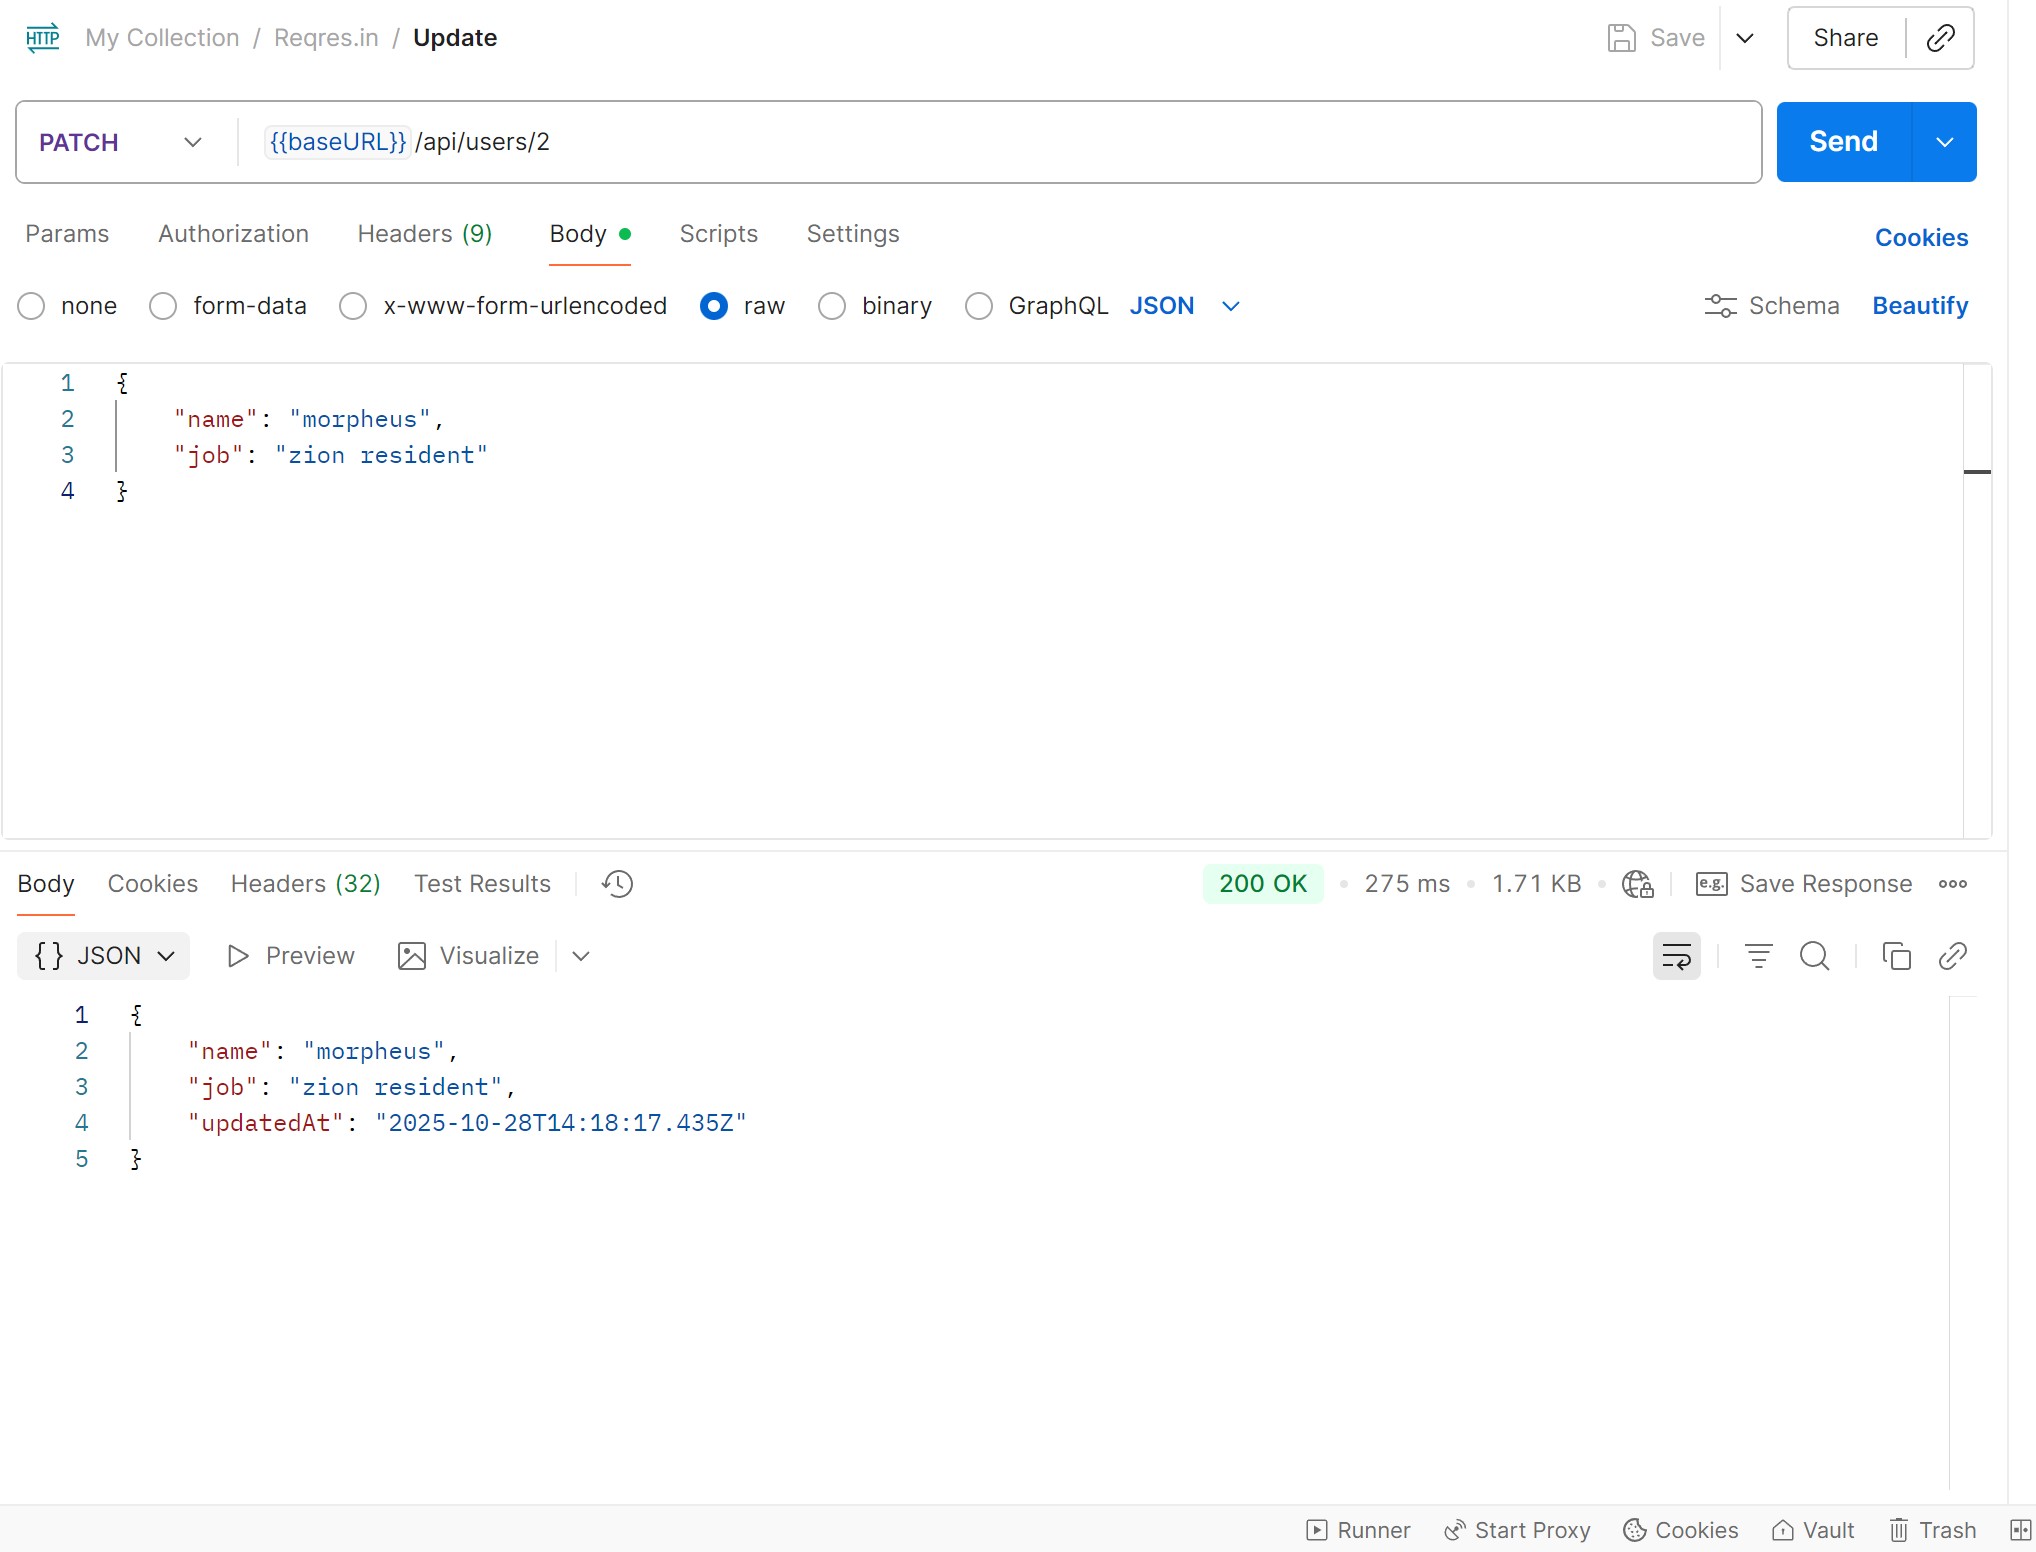 HTTP My Collection / Reqres.in / Update Save Share
PATCH {{baseURL}} /api/users/2 Send
Params Authorization Headers (9) Body Scripts Settings Cookies
none form-data x-www-form-urlencoded raw binary GraphQL JSON Schema Beautify
1 {
2 "name": "morpheus",
3 "job": "zion resident"
4 }
Body Cookies Headers (32) Test Results 200 OK 275 ms 1.71 KB e.g. Save Response
{} JSON Preview Visualize
1 {
2 "name": "morpheus",
3 "job": "zion resident",
4 "updatedAt": "2025-10-28T14:18:17.435Z"
5 }
Runner Start Proxy Cookies Vault Trash